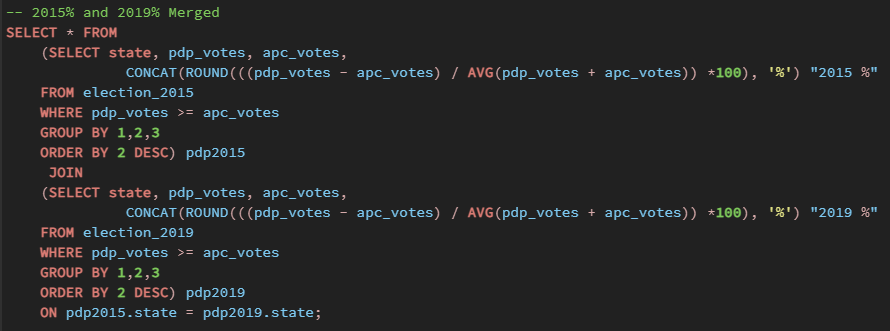 -- 2015% and 2019% Merged
SELECT * FROM
(SELECT state, pdp_votes, apc_votes,
CONCAT(ROUND(((pdp_votes - apc_votes) / AVG(pdp_votes + apc_votes)) *100), '%') "2015 %"
FROM election_2015
WHERE pdp_votes >= apc_votes
GROUP BY 1,2,3
ORDER BY 2 DESC) pdp2015
JOIN
(SELECT state, pdp_votes, apc_votes,
CONCAT(ROUND(((pdp_votes - apc_votes) / AVG(pdp_votes + apc_votes)) *100), '%') "2019 %"
FROM election_2019
WHERE pdp_votes >= apc_votes
GROUP BY 1,2,3
ORDER BY 2 DESC) pdp2019
ON pdp2015.state = pdp2019.state;